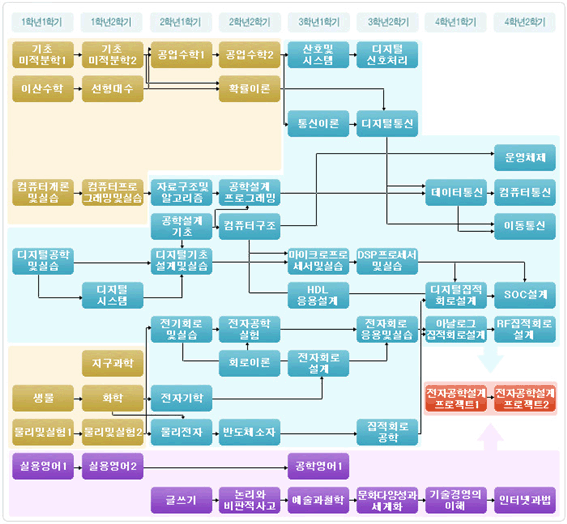 1학년1학기 1학년2학기 2학년1학기 2학년2학기 3학년1학기 3학년2학기 4학년1학기 4학년2학기
기초
미적분학1
기초
미적분학2
공업수학1
공업수학2
신호및
시스템
디지털
신호처리
이산수학
선형대수
확률이론
통신이론
디지털통신
운영체제
컴퓨터개론
및실습
컴퓨터프로
그래밍및실습
자료구조및
알고리즘
공학설계
프로그래밍
데이터통신
컴퓨터통신
공학설계
기초
컴퓨터구조
이동통신
디지털공학
및실습
디지털기초
설계및실습
마이크로프로
세서및실습
DSP프로세서
및실습
디지털
시스템
HDL
응용설계
디지털집적
회로설계
SOC설계
전기회로
및실습
전자공학
실험
전자회로
응용및실습
아날로그
집적회로설계
RF집적회로
설계
지구과학
회로이론
전자회로
설계
생물
화학
전자기학
전자공학설계
프로젝트1
전자공학설계
프로젝트2
물리및실험1
물리및실험2
물리전자
반도체소자
집적회로
공학
실용영어1
실용영어2
공학영어1
글쓰기
논리와
비판적사고
예술과철학
문화다양성과
세계화
기술경영의
이해
인터넷과법